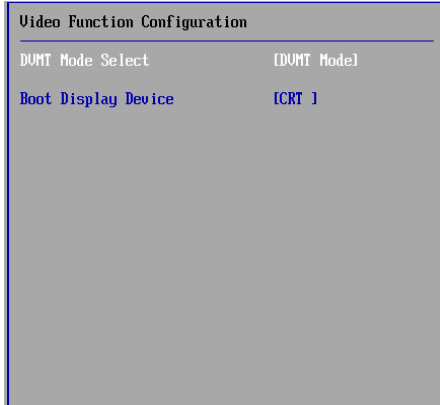 Video Function Configuration
DVMT Mode Select [DVMT Mode]
Boot Display Device [CRT ]